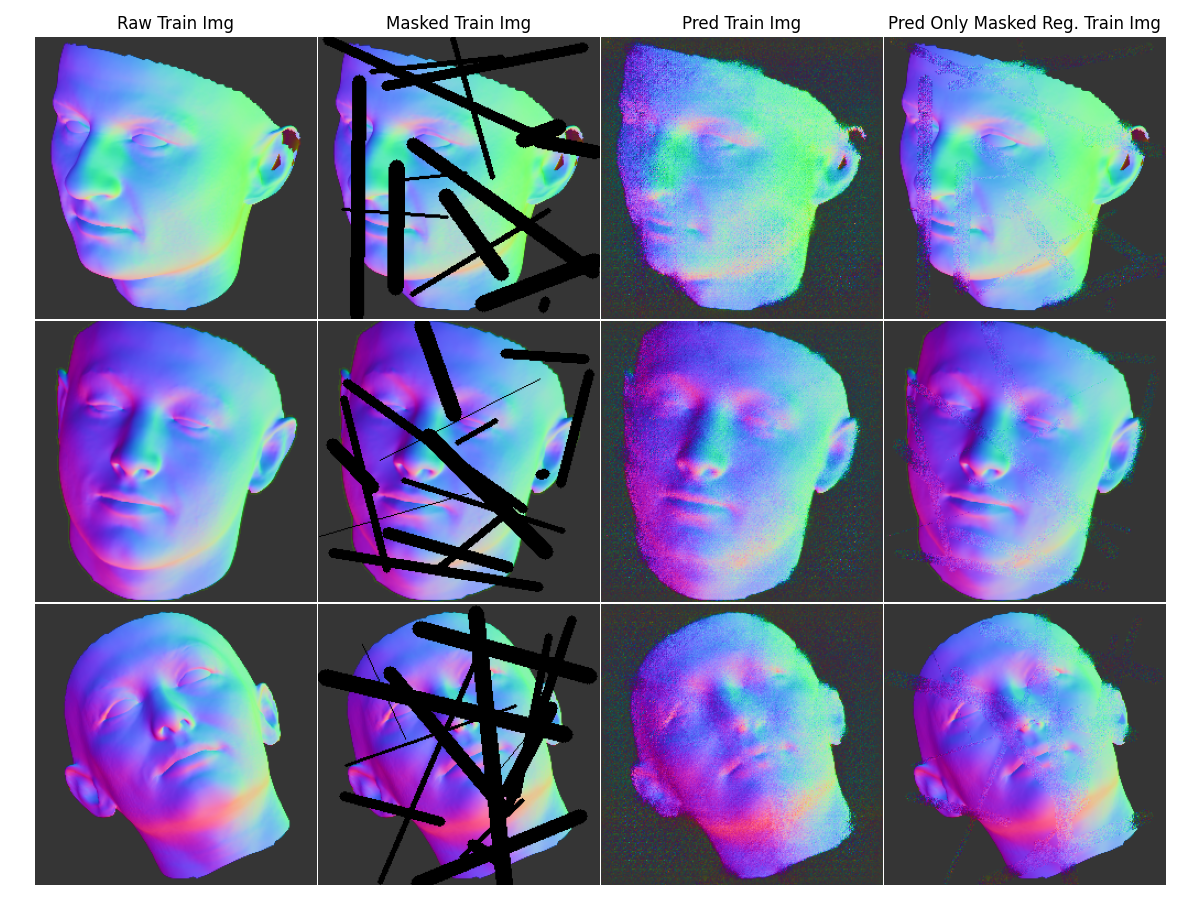 Raw Train Img
Masked Train Img
Pred Train Img
Pred Only Masked Reg. Train Img